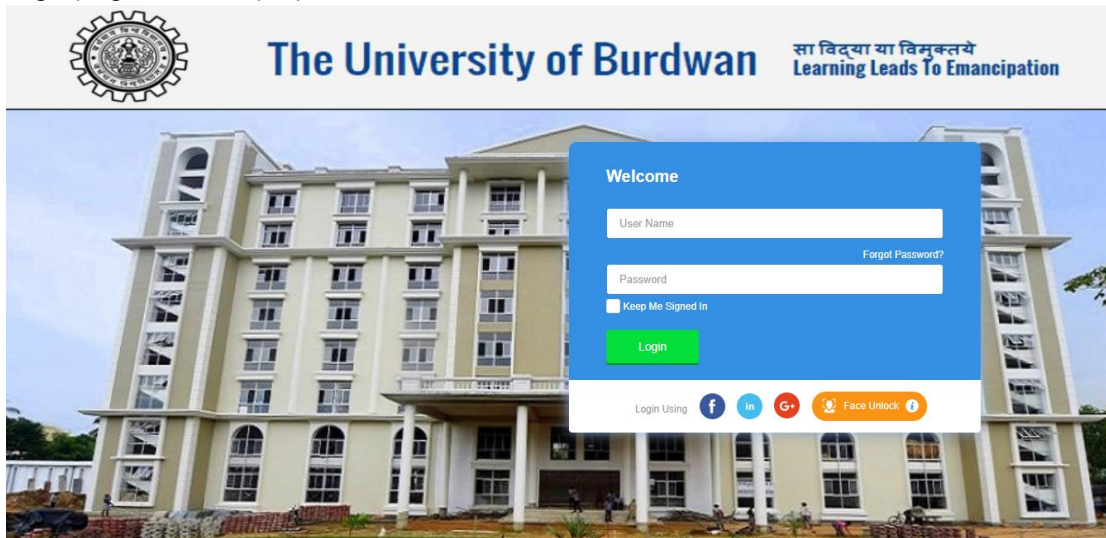 The University of Burdwan
सा विद्या या विमुक्तये
Learning Leads To Emancipation
Welcome
User Name
Forgot Password?
Password
Keep Me Signed In
Login
Login Using
f
in
G+
Face Unlock i